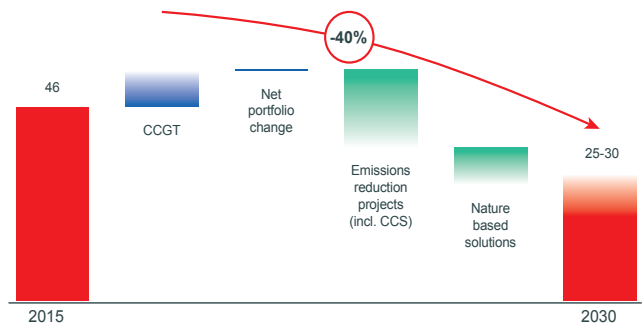 -40%
46
CCGT
Net
portfolio
change
Emissions
reduction
projects
(incl. CCS)
Nature
based
solutions
25-30
2015
2030